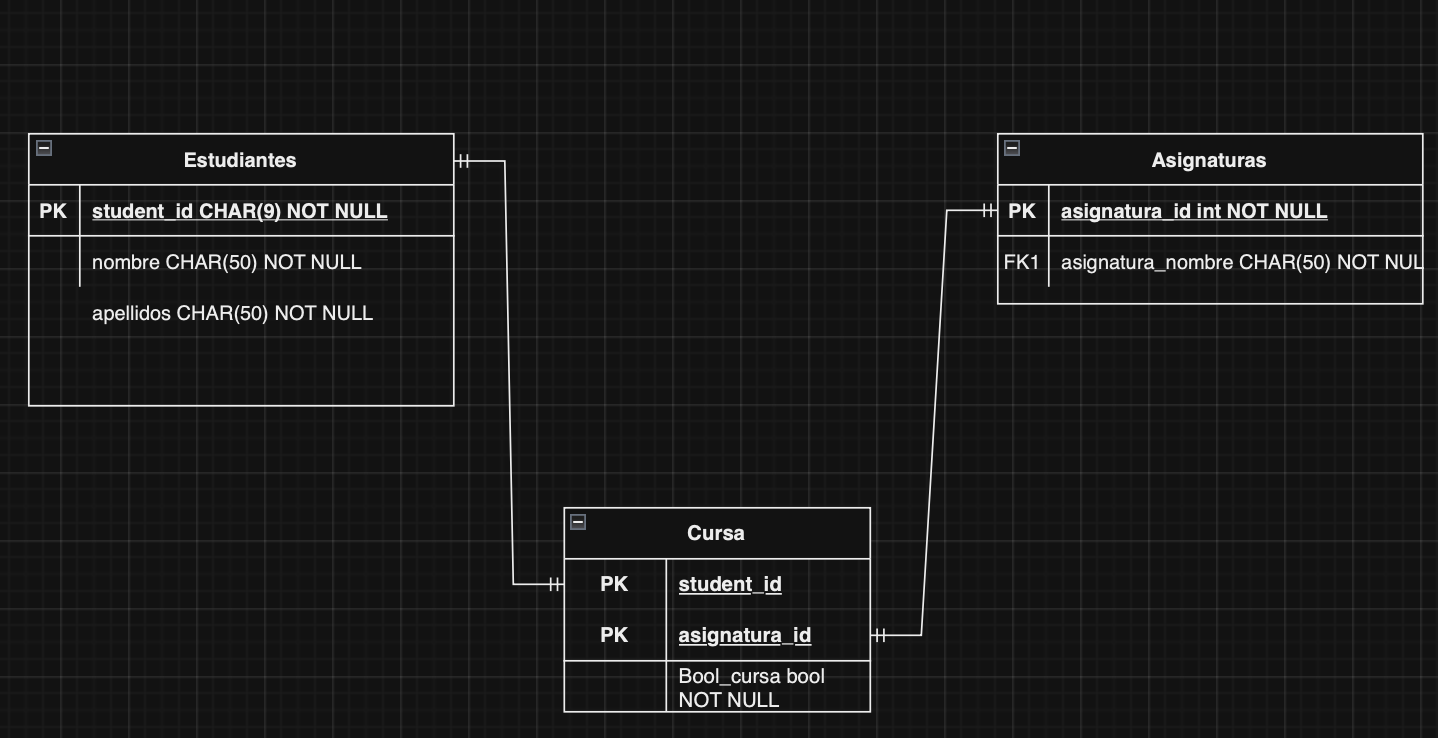 Estudiantes
PK student_id CHAR(9) NOT NULL
nombre CHAR(50) NOT NULL
apellidos CHAR(50) NOT NULL
Asignaturas
PK asignatura_id int NOT NULL
FK1 asignatura_nombre CHAR(50) NOT NUL
Cursa
PK student_id
PK asignatura_id
Bool_cursa bool
NOT NULL